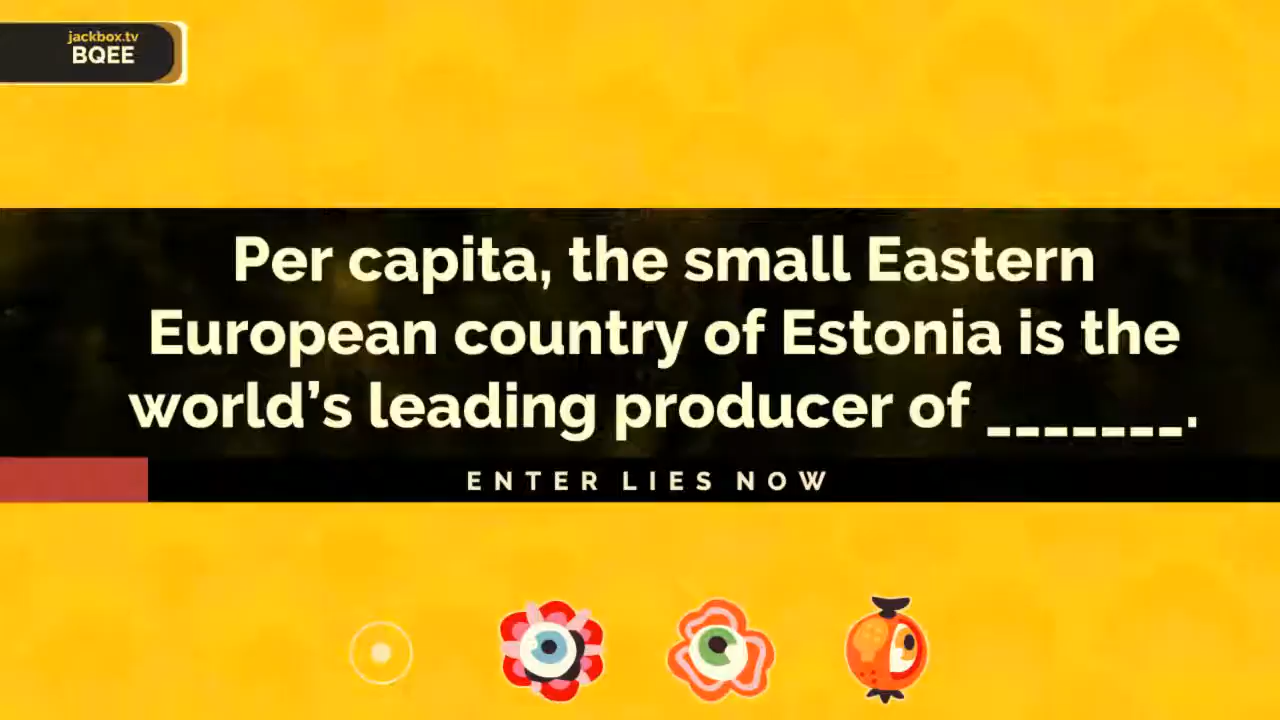 jackbox.tv
BQEE
Per capita, the small Eastern
European country of Estonia is the
world’s leading producer of _______.
ENTER LIES NOW